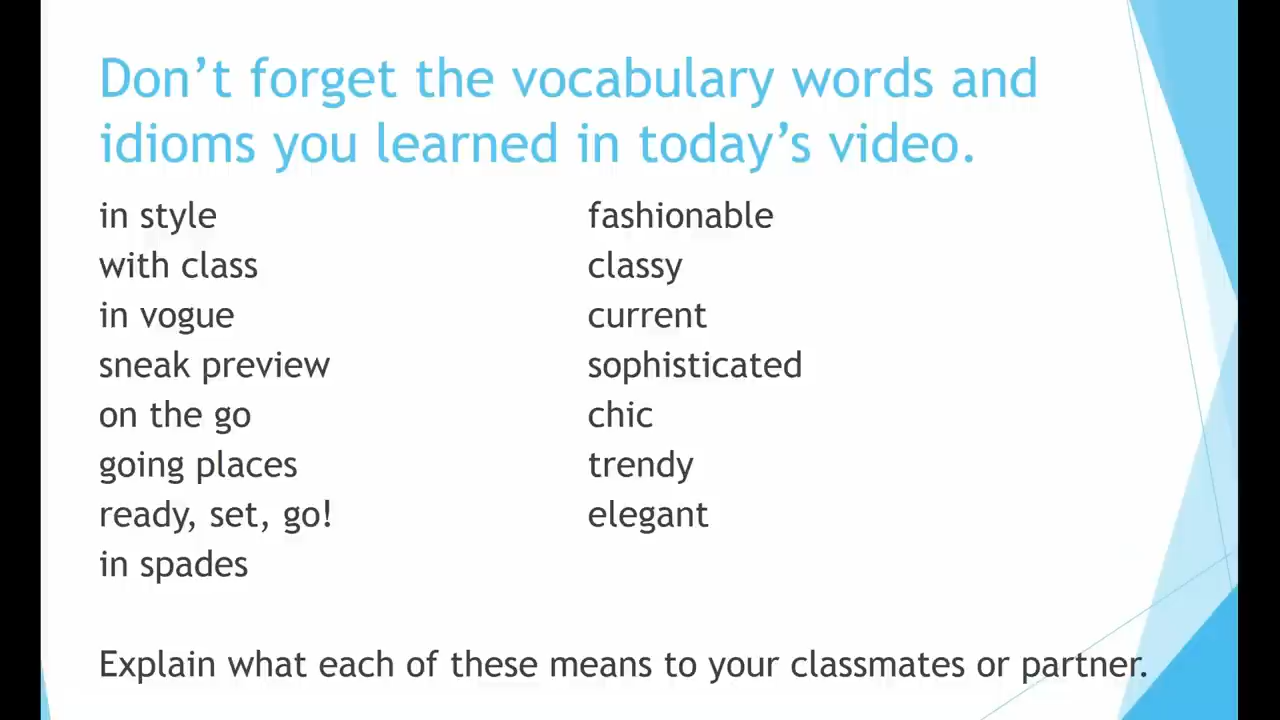 Don’t forget the vocabulary words and
idioms you learned in today’s video.
in style
with class
in vogue
sneak preview
on the go
going places
ready, set, go!
in spades
fashionable
classy
current
sophisticated
chic
trendy
elegant
Explain what each of these means to your classmates or partner.